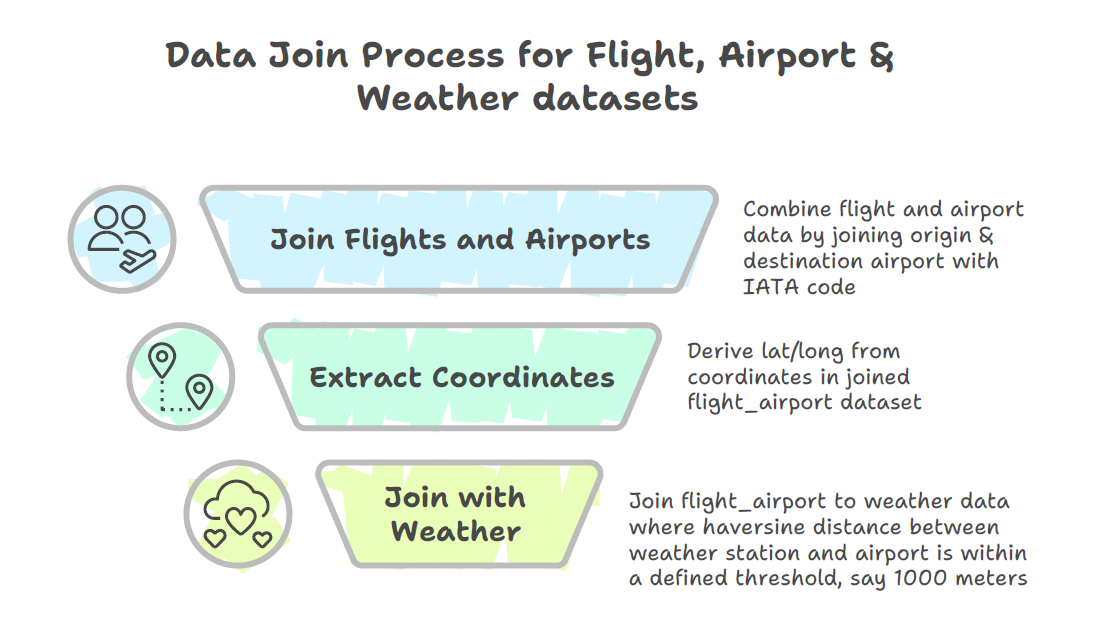 Data Join Process for Flight, Airport &
Weather datasets
Join Flights and Airports
Combine flight and airport
data by joining origin &
destination airport with
IATA code
Extract Coordinates
Derive lat/long from
coordinates in joined
flight_airport dataset
Join with
Weather
Join flight_airport to weather data
where haversine distance between
weather station and airport is within
a defined threshold, say 1000 meters